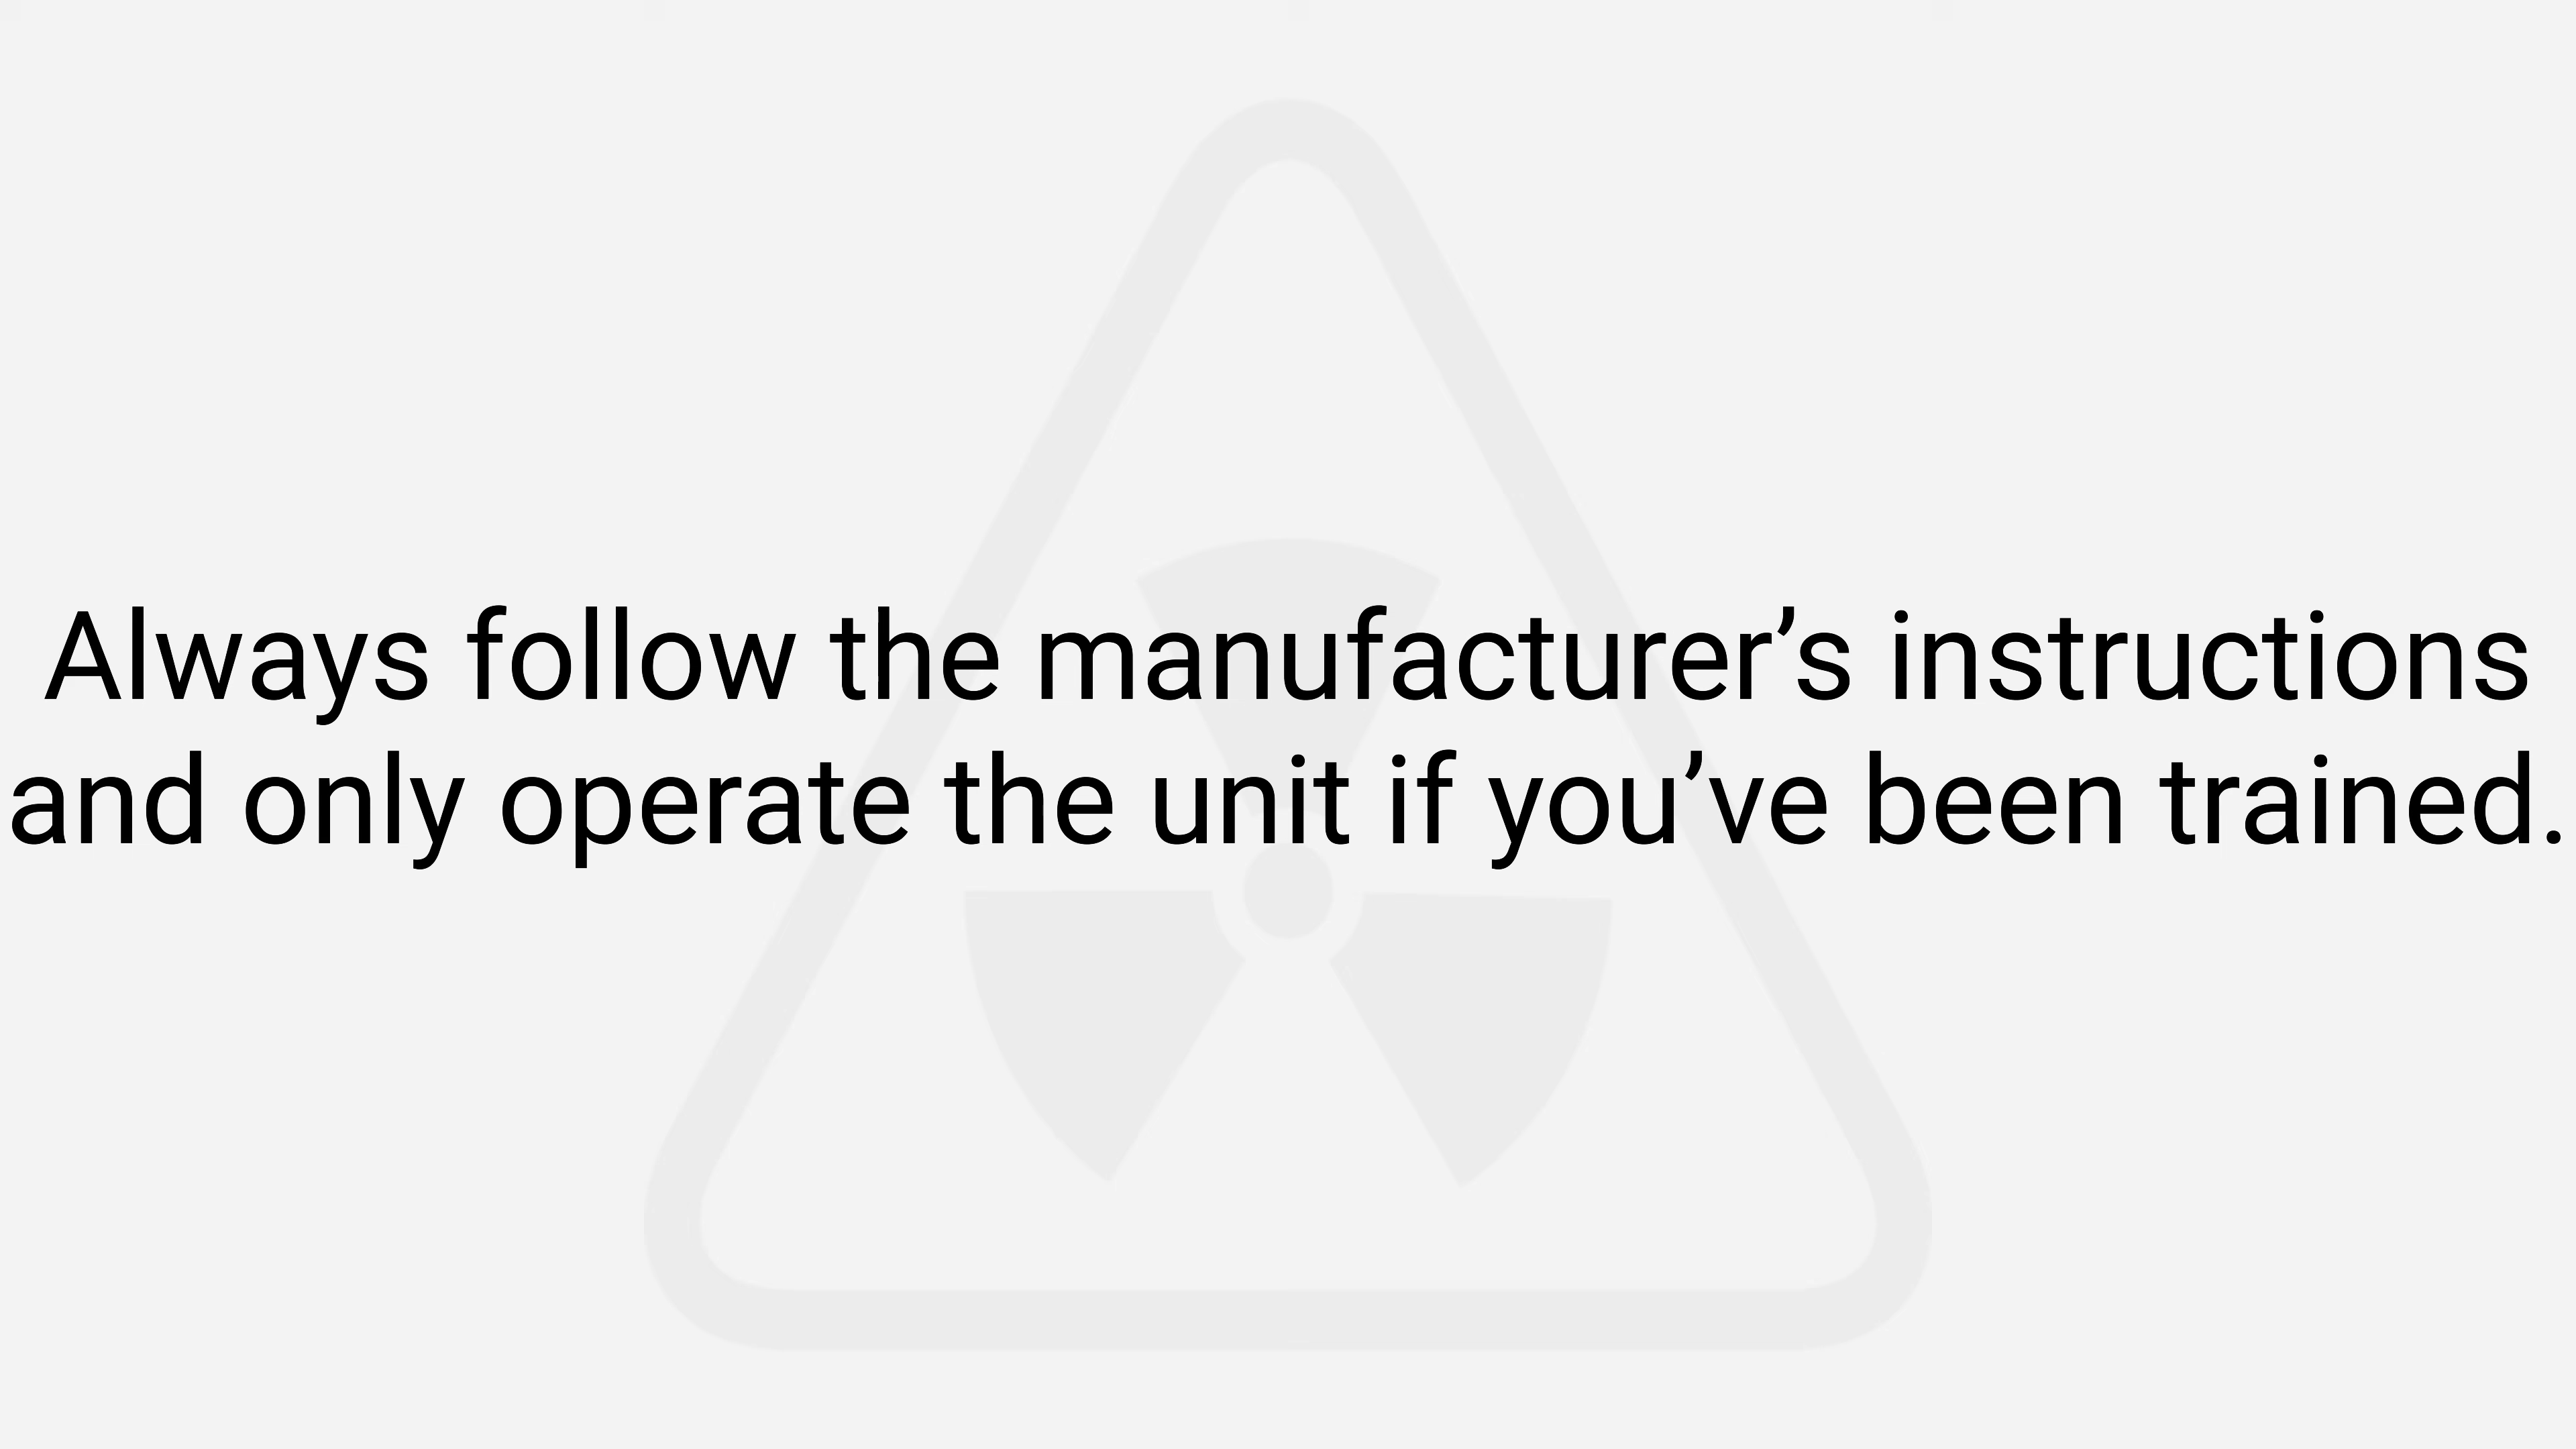 Always follow the manufacturer’s instructions
and only operate the unit if you’ve been trained.